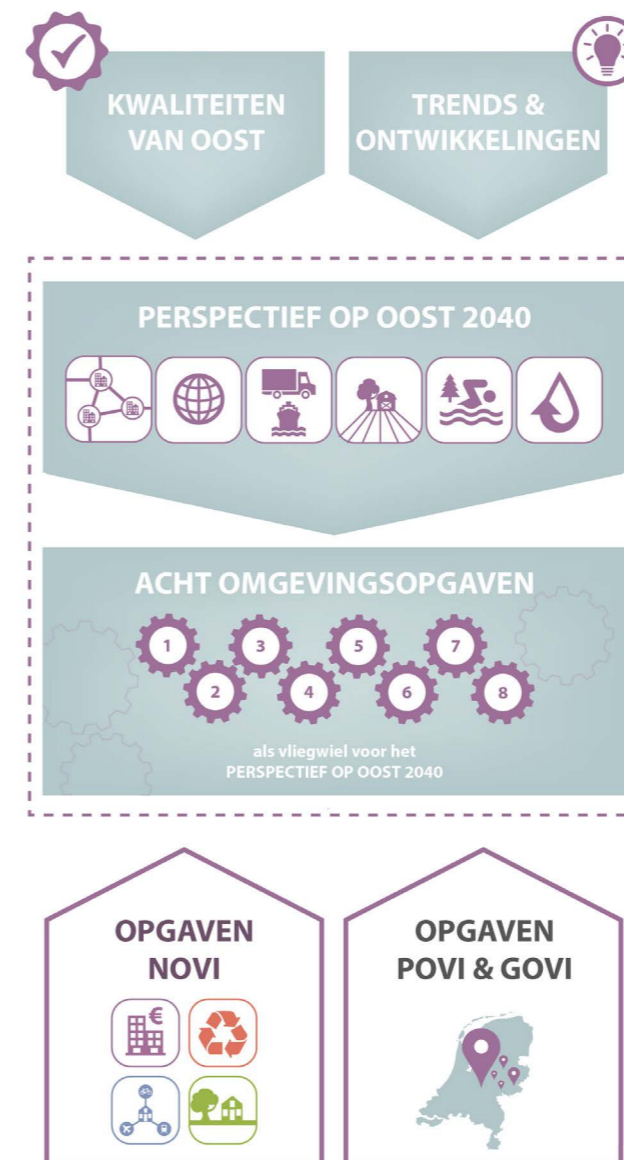 KWALITEITEN
VAN OOST
TRENDS &
ONTWIKKELINGEN
PERSPECTIEF OP OOST 2040
ACHT OMGEVINGSOPGAVEN
1
2
3
4
5
6
7
8
als vliegwiel voor het
PERSPECTIEF OP OOST 2040
OPGAVEN
NOVI
€
OPGAVEN
POVI & GOVI